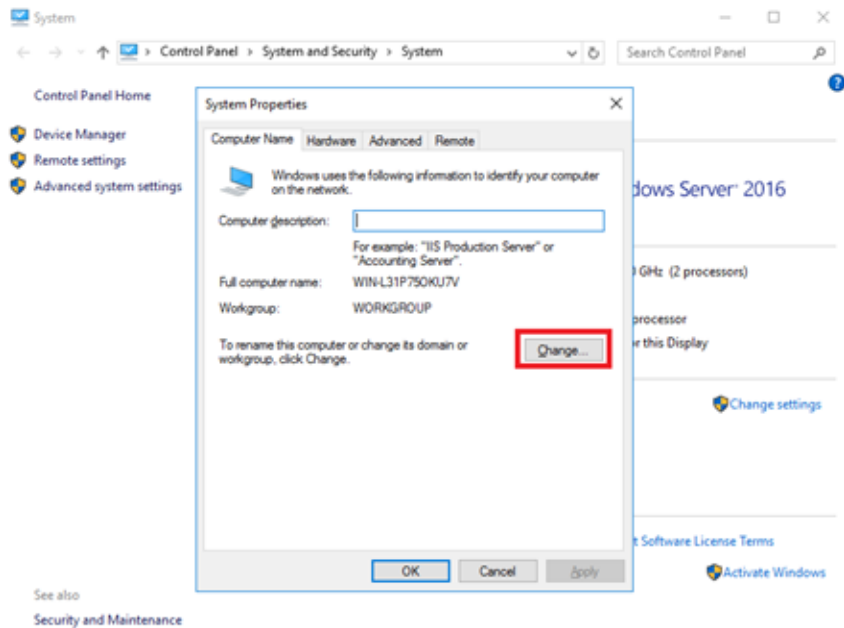 System
Control Panel > System and Security > System
Search Control Panel
?
Control Panel Home
Device Manager
Remote settings
Advanced system settings
System Properties
Computer Name Hardware Advanced Remote
Windows uses the following information to identify your computer
on the network.
Computer description:
For example: "IIS Production Server" or
"Accounting Server".
Full computer name: WIN-L31P75OKU7V
Workgroup: WORKGROUP
To rename this computer or change its domain or
workgroup, click Change.
Change...
OK Cancel Apply
dows Server 2016
GHz (2 processors)
processor
r this Display
Change settings
t Software License Terms
Activate Windows
See also
Security and Maintenance